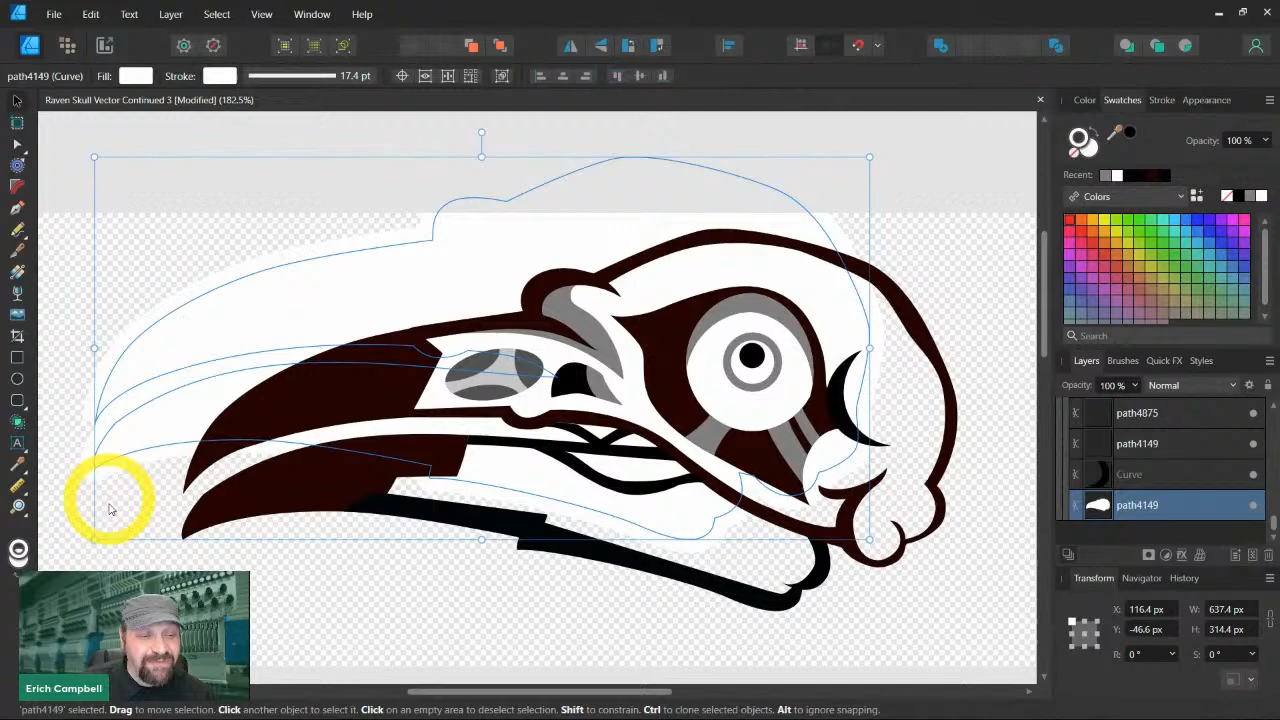 File Edit Text Layer Select View Window Help
path4149 (Curve) Fill: Stroke: 17.4 pt
Raven Skull Vector Continued 3 [Modified] (182.5%)
Color Swatches Stroke Appearance
Opacity: 100 %
Recent:
Colors
Search
Layers Brushes Quick FX Styles
Opacity: 100 % Normal
path4875
path4149
Curve
path4149
Transform Navigator History
X: 116.4 px W: 637.4 px
Y: -46.6 px H: 314.4 px
R: 0 ° S: 0 °
Erich Campbell
'path4149' selected. Drag to move selection. Click another object to select it. Click on an empty area to deselect selection. Shift to constrain. Ctrl to clone selected objects. Alt to ignore snapping.